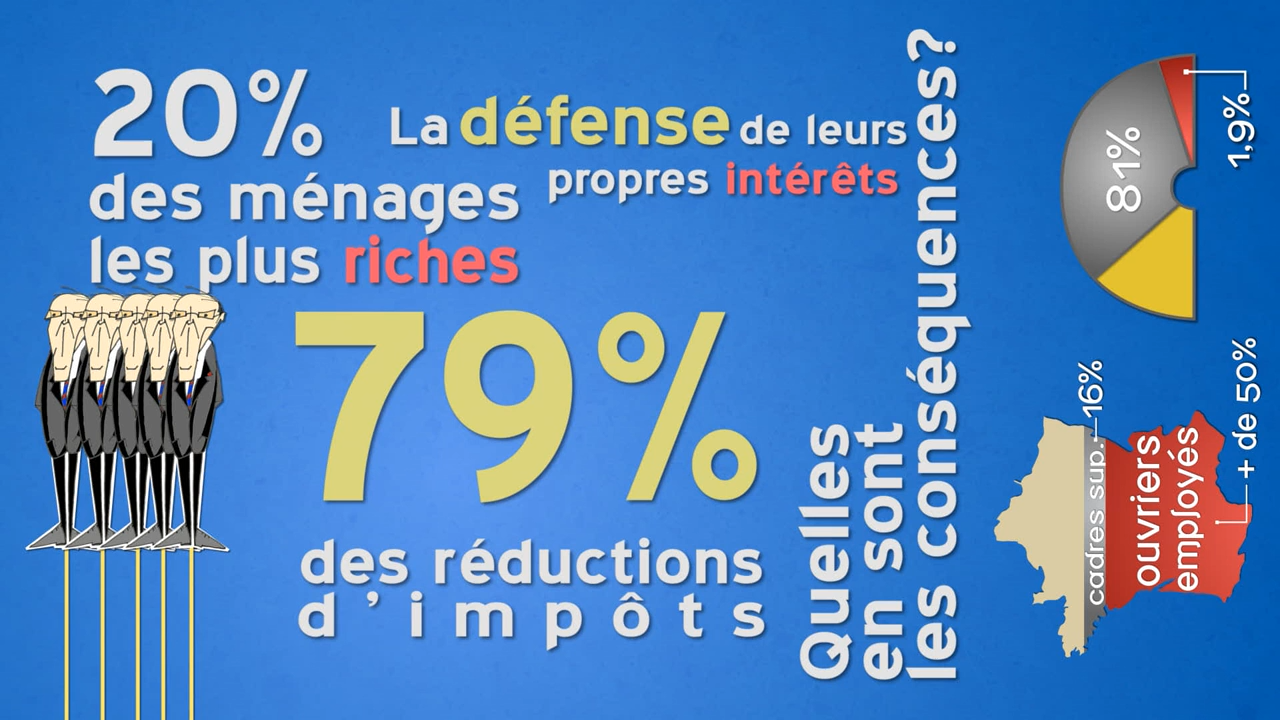 20%
des ménages
les plus riches
La défense de leurs
propres intérêts
79%
des réductions
d'impôts
Quelles
en sont
les conséquences?
81%
1,9%
cadres sup.
16%
ouvriers
employés
+ de 50%